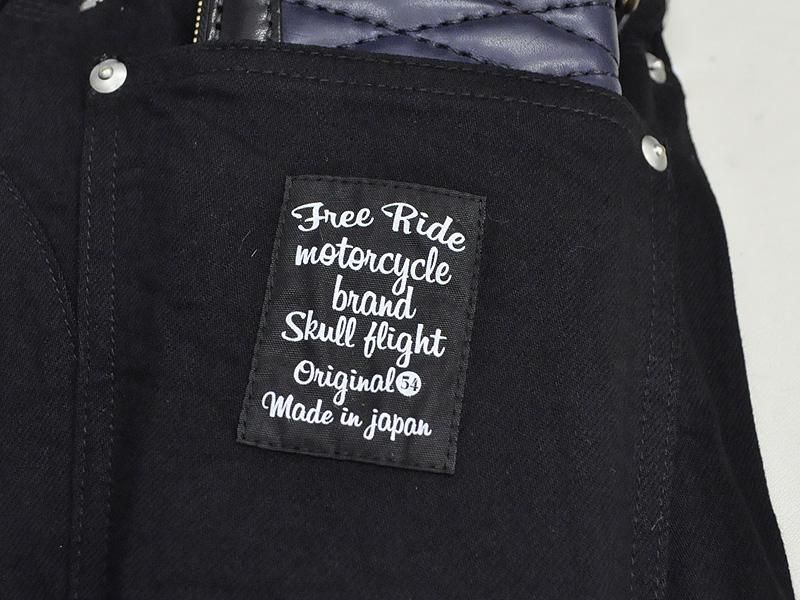 Free Ride
motorcycle
brand
Skull flight
Original 54
Made in japan